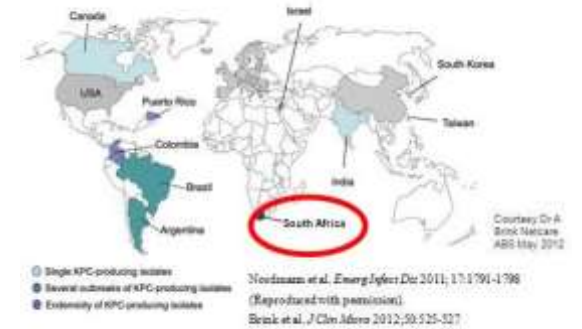 Israel
Canada
South Korea
USA
Puerto Rico
Taiwan
Colombia
India
Brazil
South Africa
Argentina
Courtesy Dr A
Brink Netcare
ABS May 2012
Single KPC-producing isolates
Several outbreaks of KPC-producing isolates
Endemicity of KPC-producing isolates
Nordmann et al. Emerg Infect Dis 2011; 17:1791-1798
(Reproduced with permission).
Brink et al. J Clin Micro 2012;50:525-527